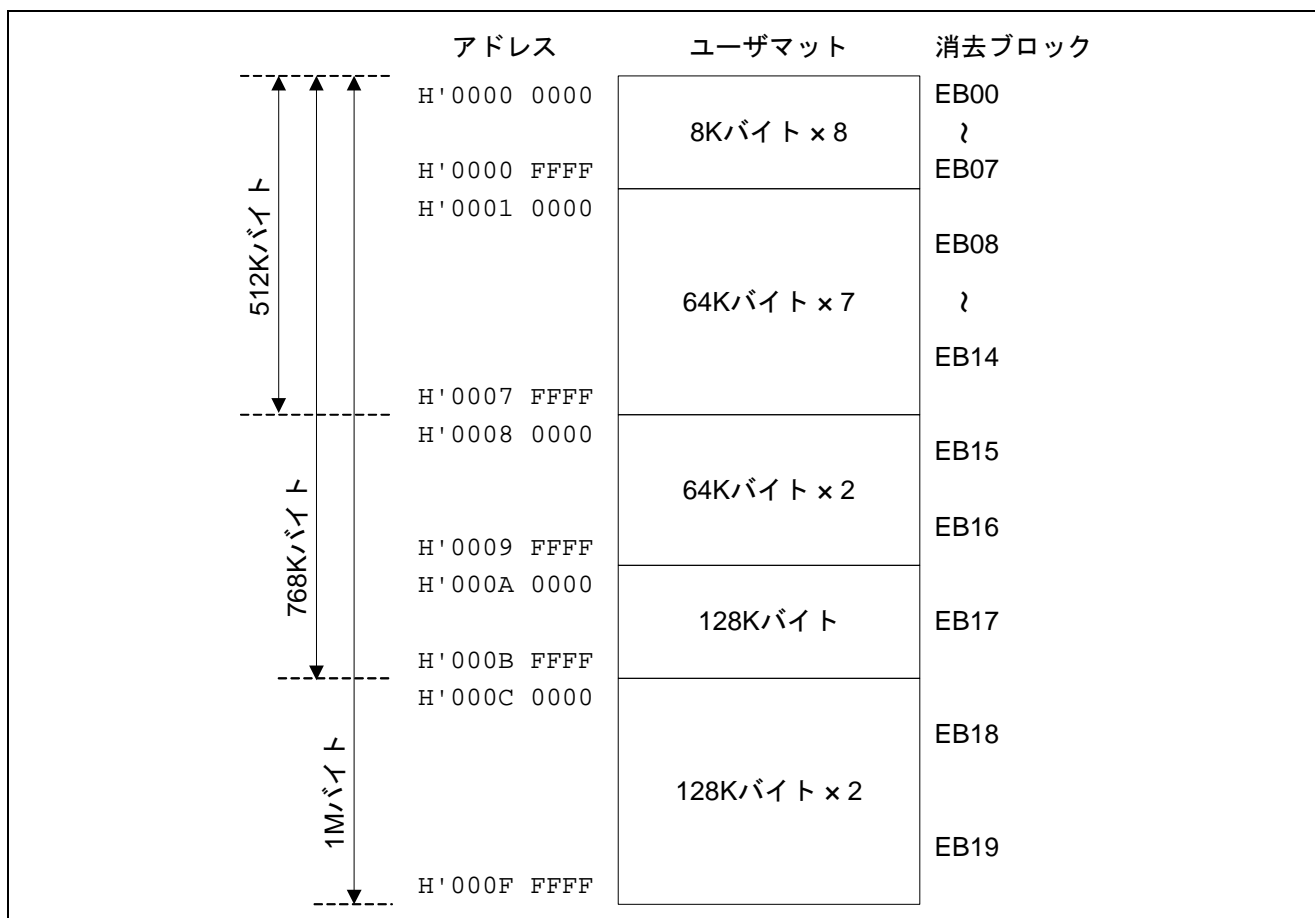 アドレス ユーザマット 消去ブロック
H'0000 0000
8Kバイト × 8
EB00
~
EB07
H'0000 FFFF
H'0001 0000
64Kバイト × 7
EB08
~
EB14
H'0007 FFFF
H'0008 0000
64Kバイト × 2
EB15
EB16
H'0009 FFFF
H'000A 0000
128Kバイト
EB17
H'000B FFFF
H'000C 0000
128Kバイト × 2
EB18
EB19
H'000F FFFF
512Kバイト
768Kバイト
1Mバイト